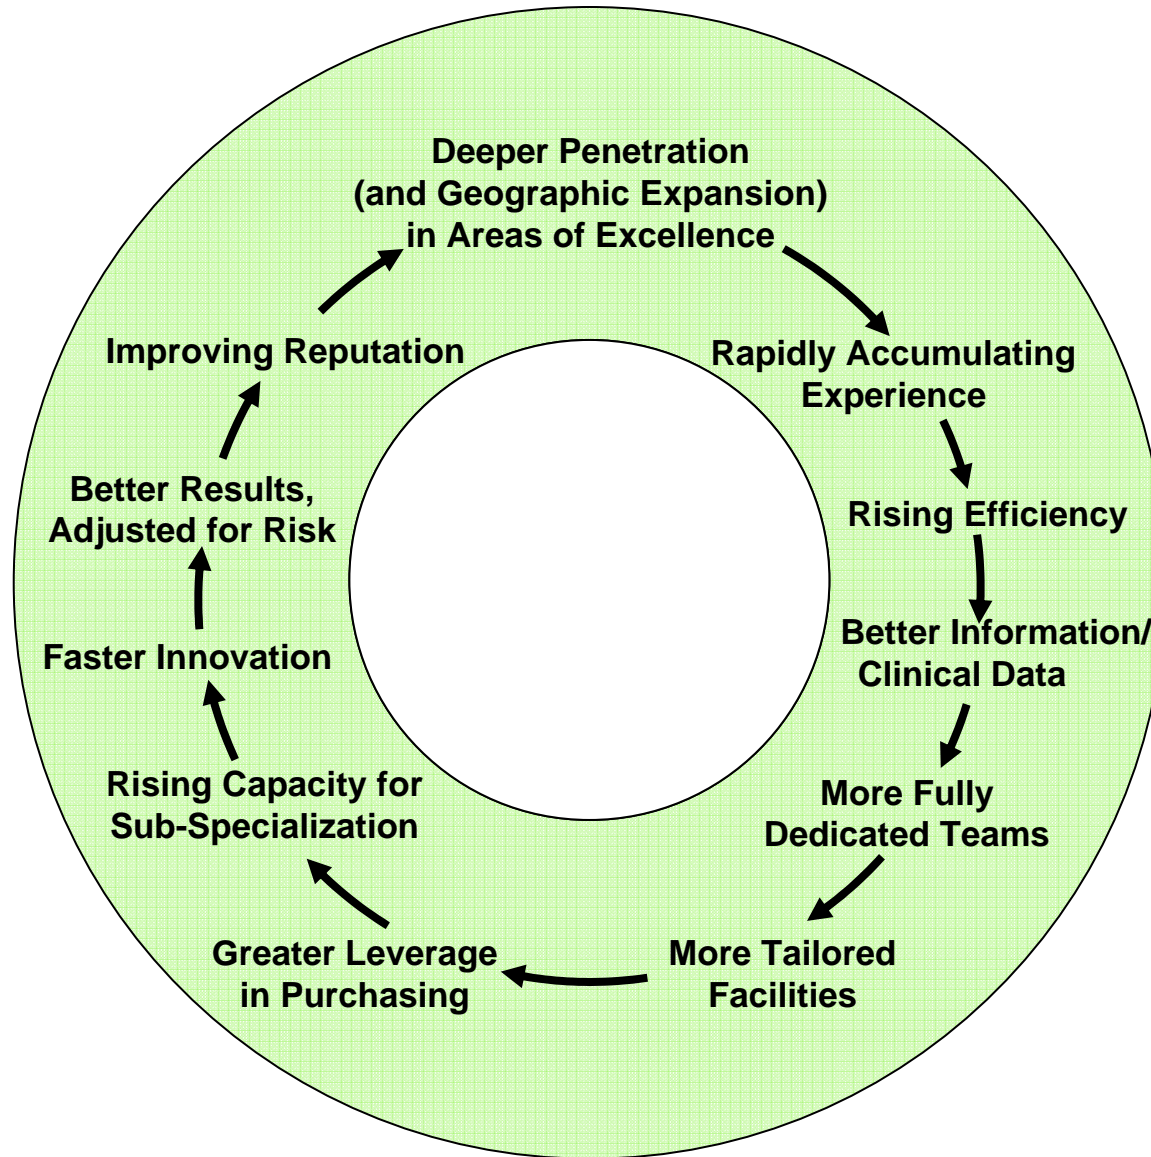 Deeper Penetration
(and Geographic Expansion)
in Areas of Excellence
Rapidly Accumulating
Experience
Rising Efficiency
Better Information/
Clinical Data
More Fully
Dedicated Teams
More Tailored
Facilities
Greater Leverage
in Purchasing
Rising Capacity for
Sub-Specialization
Faster Innovation
Better Results,
Adjusted for Risk
Improving Reputation